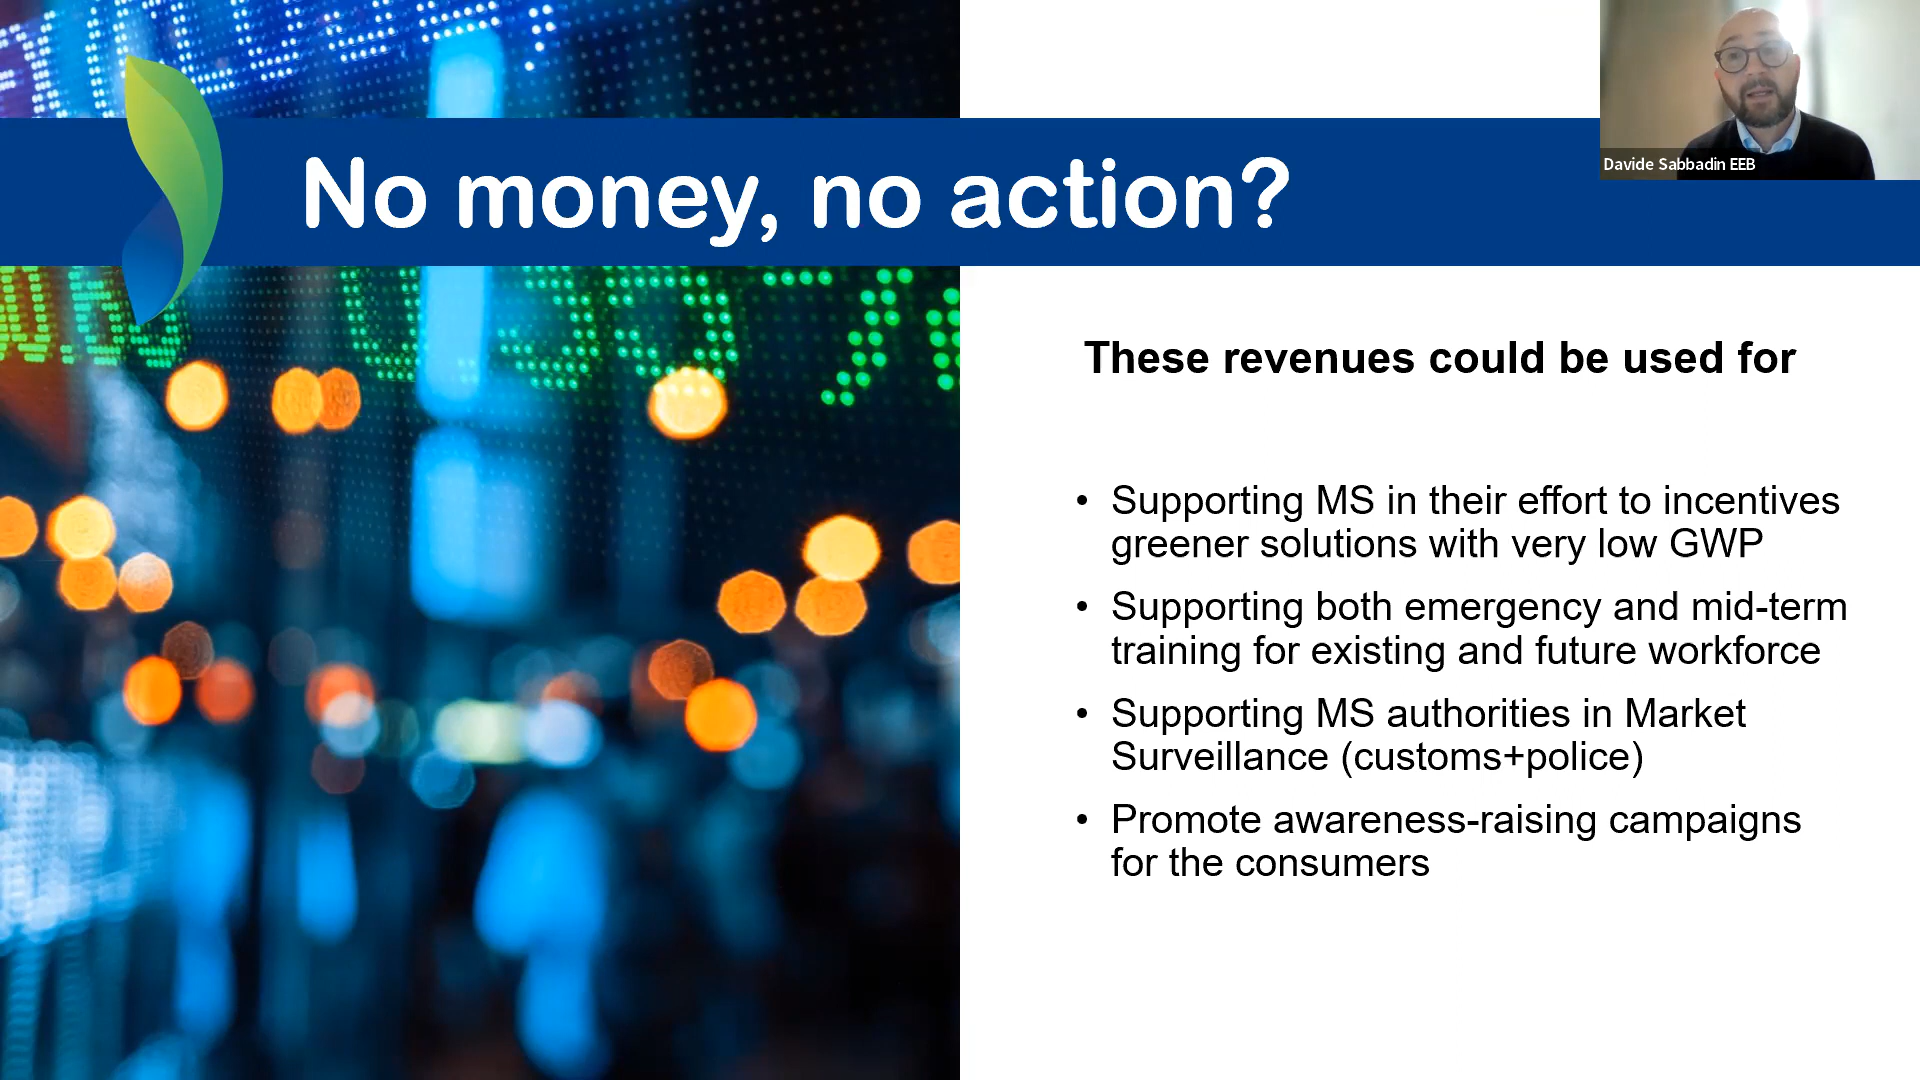 No money, no action?
Davide Sabbadin EEB
These revenues could be used for
• Supporting MS in their effort to incentives
greener solutions with very low GWP
• Supporting both emergency and mid-term
training for existing and future workforce
• Supporting MS authorities in Market
Surveillance (customs+police)
• Promote awareness-raising campaigns
for the consumers